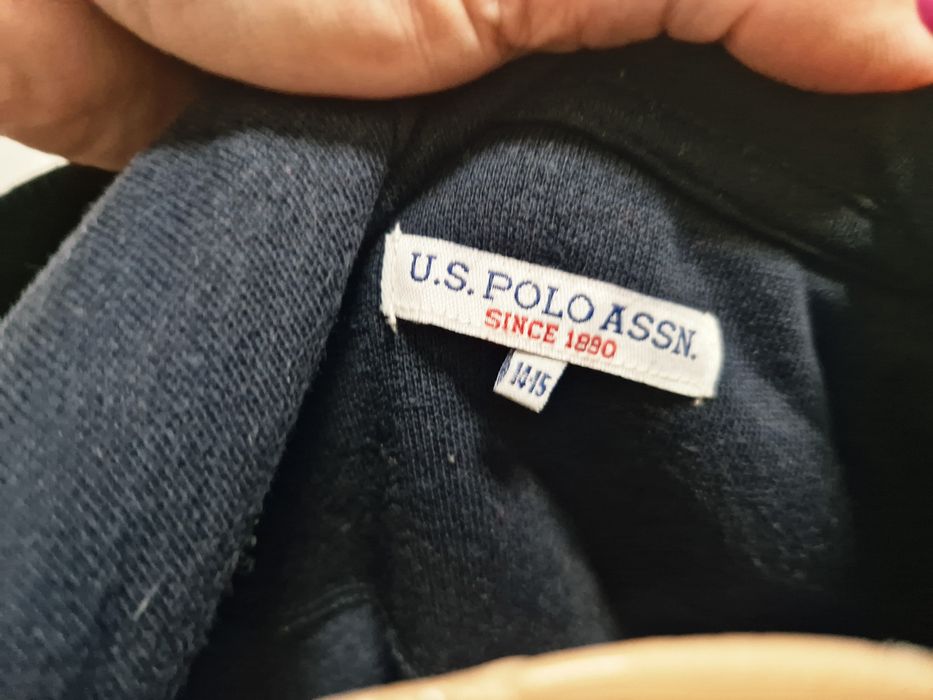 U.S. POLO ASSN.
SINCE 1890
14-15